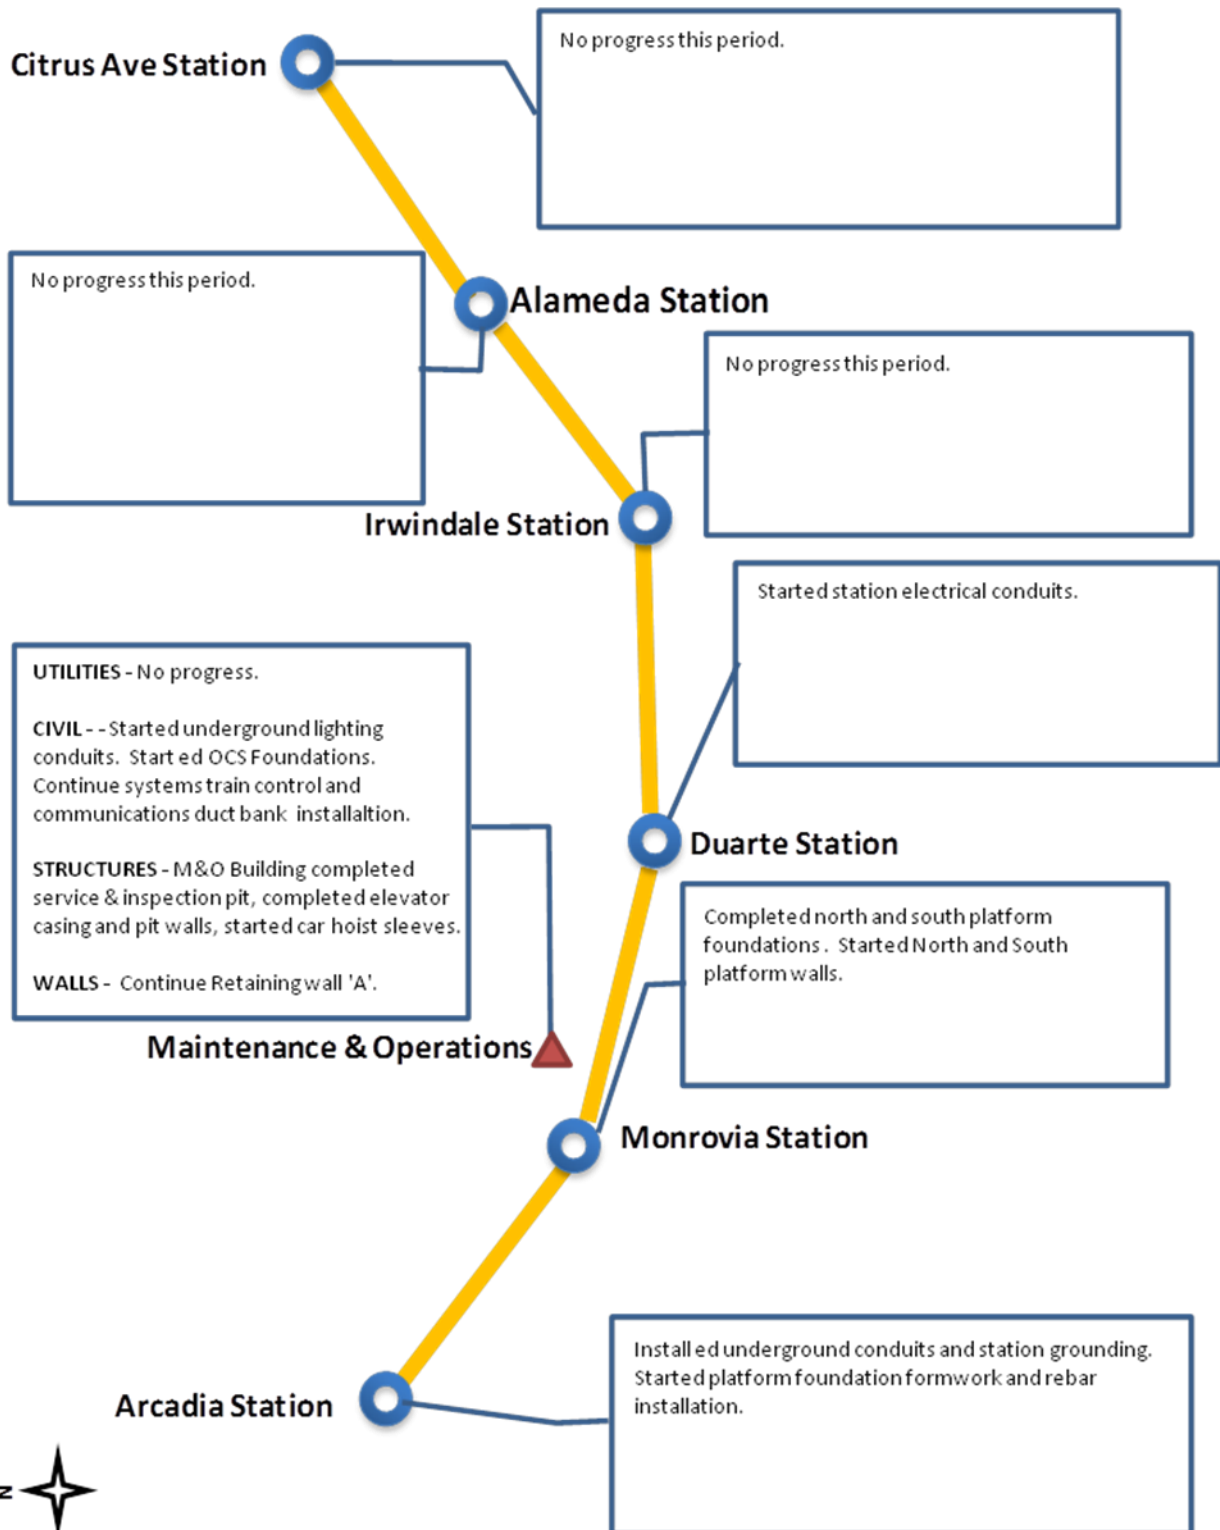 No progress this period.
Citrus Ave Station
No progress this period.
Alameda Station
No progress this period.
Irwindale Station
Started station electrical conduits.
UTILITIES - No progress.
CIVIL - - Started underground lighting
conduits. Started OCS Foundations.
Continue systems train control and
communications duct bank installaltion.
STRUCTURES - M&O Building completed
service & inspection pit, completed elevator
casing and pit walls, started car hoist sleeves.
WALLS - Continue Retaining wall 'A'.
Duarte Station
Completed north and south platform
foundations. Started North and South
platform walls.
Maintenance & Operations
Monrovia Station
Installed underground conduits and station grounding.
Started platform foundation formwork and rebar
installation.
Arcadia Station
N